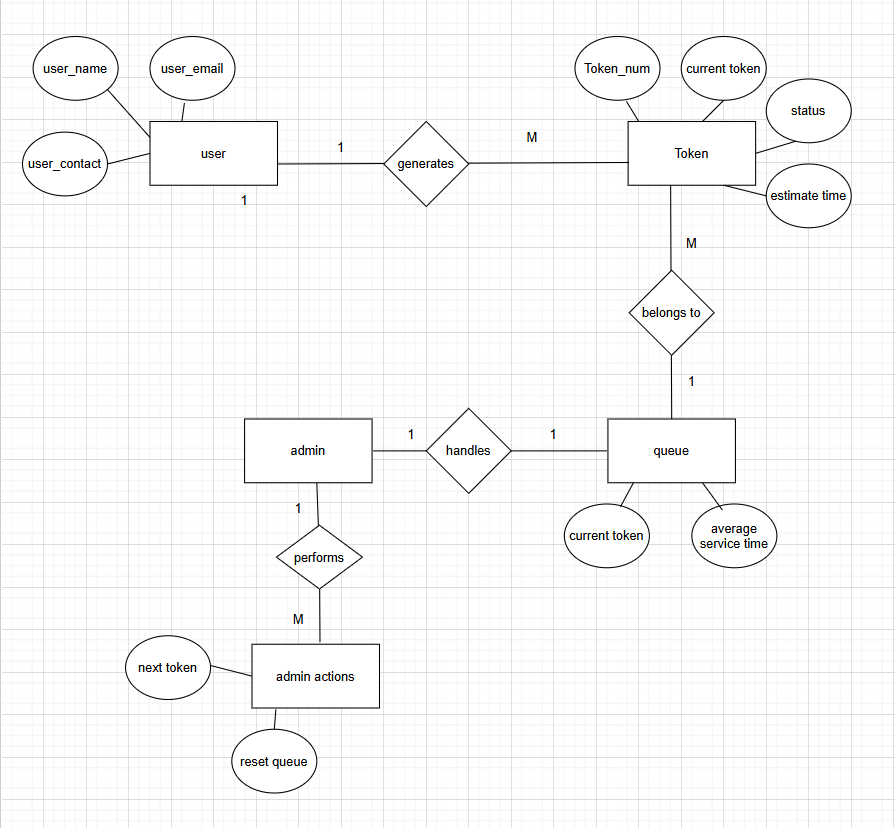 user_name
user_email
Token_num
current token
status
user_contact
user
1
generates
M
Token
estimate time
1
M
belongs to
1
admin
1
handles
1
queue
1
current token
average
service time
performs
M
next token
admin actions
reset queue